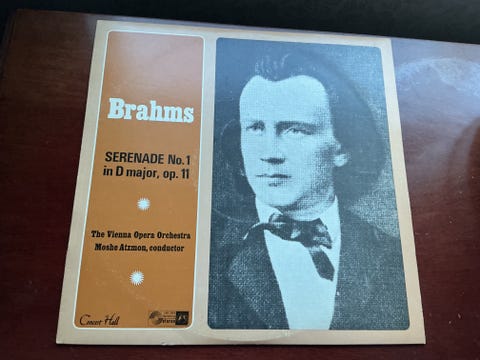 Brahms
SERENADE No.1
in D major, op. 11
The Vienna Opera Orchestra
Moshe Atzmon, conductor
Concert Hall